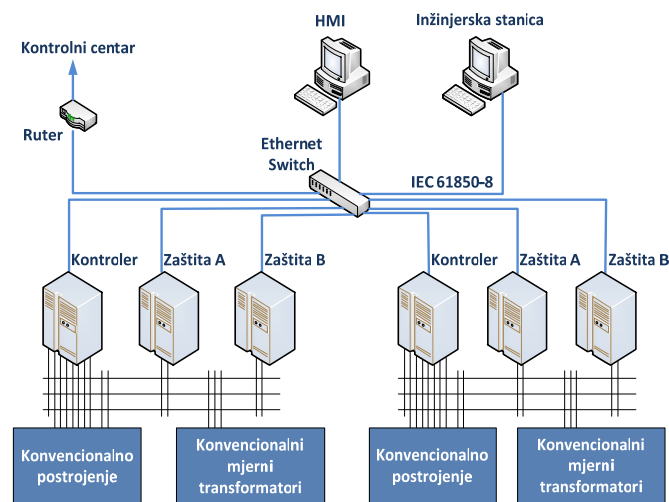 HMI
Inžinjerska stanica
Kontrolni centar
Ruter
Ethernet
Switch
IEC 61850-8
Kontroler
Zaštita A
Zaštita B
Kontroler
Zaštita A
Zaštita B
Konvencionalno
postrojenje
Konvencionalni
mjerni
transformatori
Konvencionalno
postrojenje
Konvencionalni
mjerni
transformatori